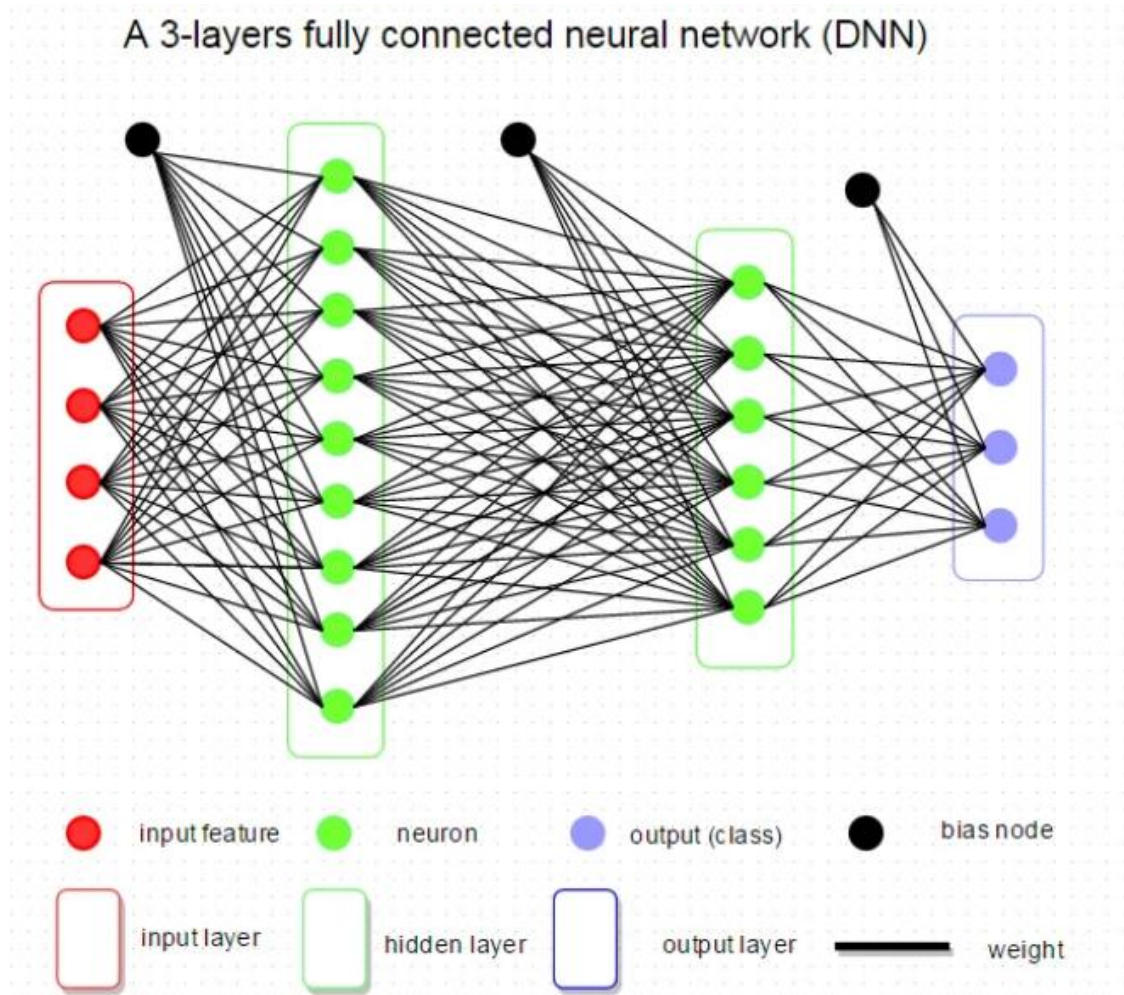 A 3-layers fully connected neural network (DNN)
input feature
neuron
output (class)
bias node
input layer
hidden layer
output layer
weight